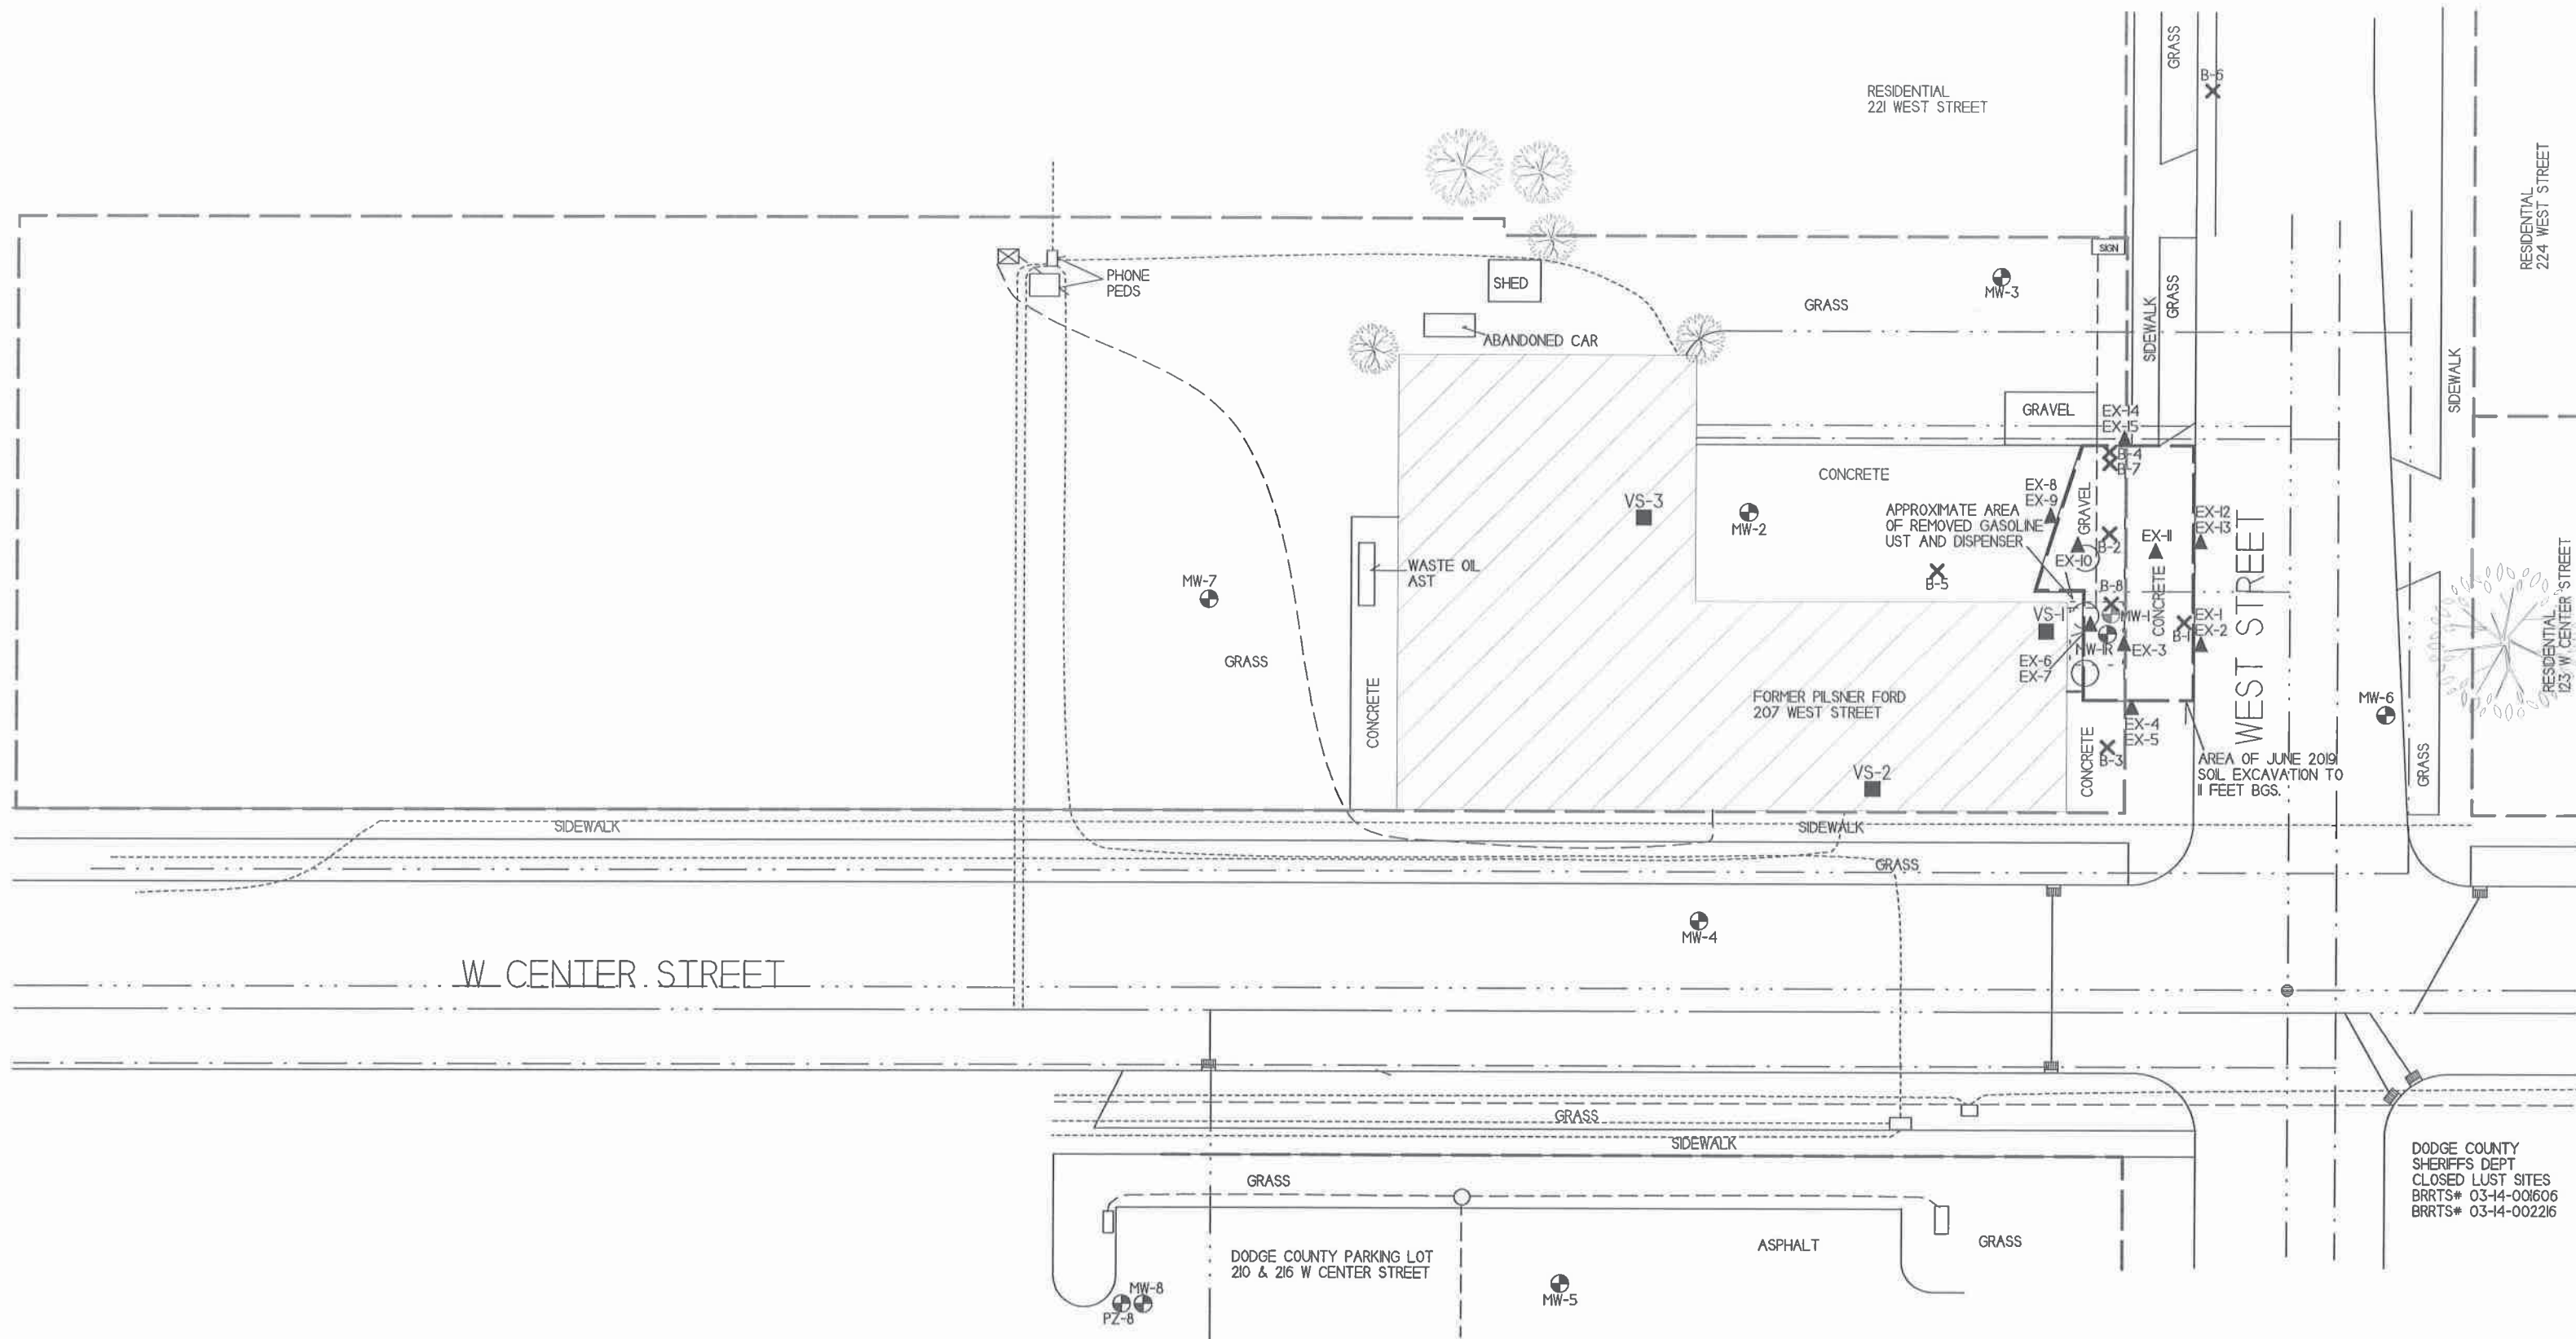 GRASS
B-6
RESIDENTIAL
221 WEST STREET
RESIDENTIAL
224 WEST STREET
SIGN
PHONE
PEDS
SHED
MW-3
GRASS
SIDEWALK
GRASS
ABANDONED CAR
SIDEWALK
GRAVEL
EX-14
EX-15
B-4
B-7
CONCRETE
EX-8
EX-9
GRAVEL
VS-3
MW-2
APPROXIMATE AREA
OF REMOVED GASOLINE
UST AND DISPENSER
EX-12
EX-13
EX-11
B-2
EX-10
WASTE OIL
AST
B-5
MW-7
B-8
CONCRETE
WEST STREET
RESIDENTIAL
123 W CENTER STREET
VS-1
MW-1
B-1
EX-1
EX-2
MW-1R
EX-3
EX-6
EX-7
GRASS
CONCRETE
FORMER PILSNER FORD
207 WEST STREET
MW-6
EX-4
EX-5
CONCRETE
B-3
AREA OF JUNE 2019
SOIL EXCAVATION TO
11 FEET BGS.
GRASS
VS-2
SIDEWALK
SIDEWALK
GRASS
MW-4
W CENTER STREET
GRASS
SIDEWALK
DODGE COUNTY
SHERIFFS DEPT
CLOSED LUST SITES
BRRTS# 03-14-001606
BRRTS# 03-14-002216
GRASS
DODGE COUNTY PARKING LOT
210 & 216 W CENTER STREET
ASPHALT
GRASS
MW-8
PZ-8
MW-5